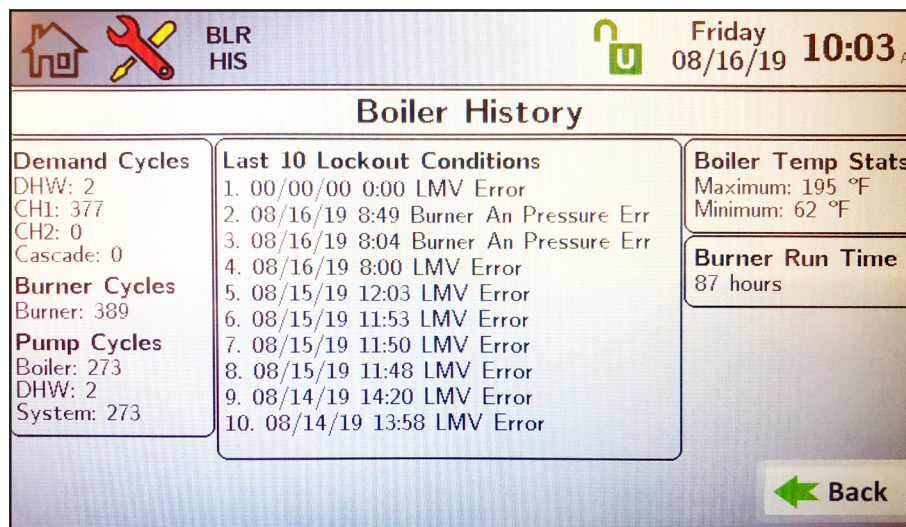 BLR
HIS
U
Friday
08/16/19
10:03
Boiler History
Demand Cycles
DHW: 2
CH1: 377
CH2: 0
Cascade: 0
Burner Cycles
Burner: 389
Pump Cycles
Boiler: 273
DHW: 2
System: 273
Last 10 Lockout Conditions
1. 00/00/00 0:00 LMV Error
2. 08/16/19 8:49 Burner An Pressure Err
3. 08/16/19 8:04 Burner An Pressure Err
4. 08/16/19 8:00 LMV Error
5. 08/15/19 12:03 LMV Error
6. 08/15/19 11:53 LMV Error
7. 08/15/19 11:50 LMV Error
8. 08/15/19 11:48 LMV Error
9. 08/14/19 14:20 LMV Error
10. 08/14/19 13:58 LMV Error
Boiler Temp Stats
Maximum: 195 °F
Minimum: 62 °F
Burner Run Time
87 hours
Back